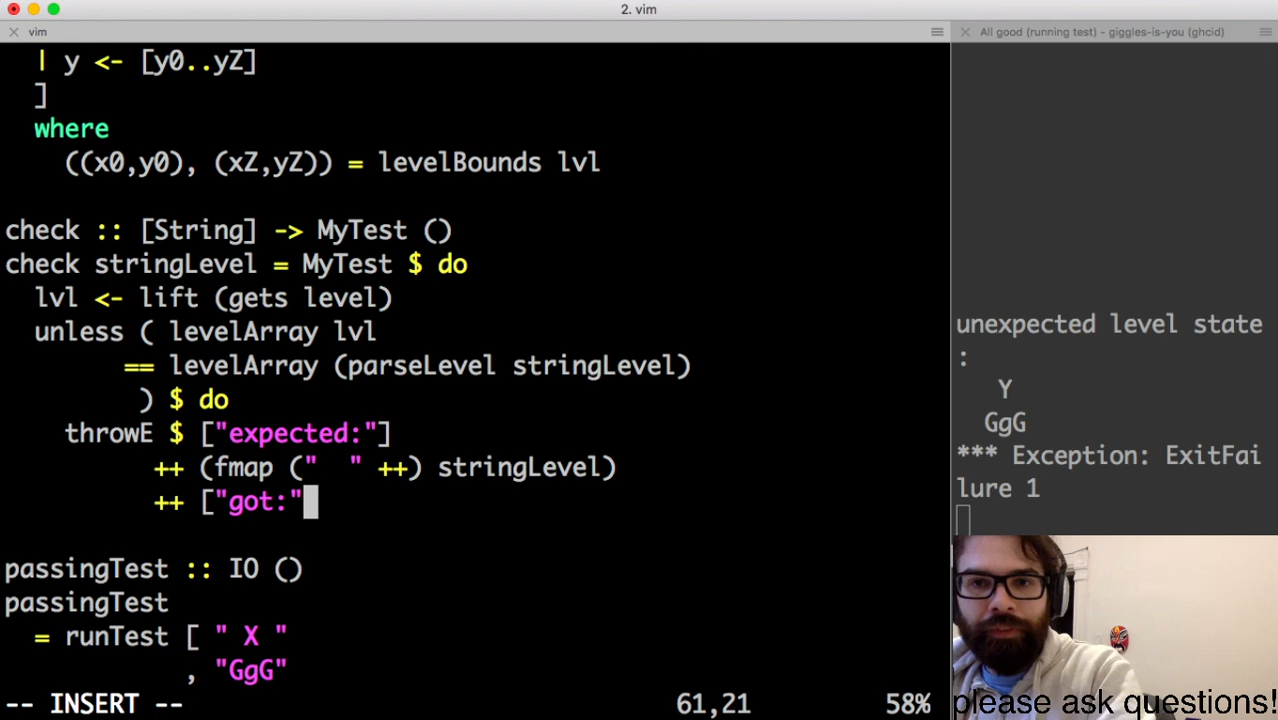 2. vim
vim
All good (running test) - giggles-is-you (ghcid)
| y <- [y0..yZ]
]
where
((x0,y0), (xZ,yZ)) = levelBounds lvl
check :: [String] -> MyTest ()
check stringLevel = MyTest $ do
lvl <- lift (gets level)
unless ( levelArray lvl
== levelArray (parseLevel stringLevel)
) $ do
throwE $ ["expected:"]
++ (fmap ("  " ++) stringLevel)
++ ["got:"
passingTest :: IO ()
passingTest
= runTest [ " X "
, "GgG"
-- INSERT --
61,21
58%
unexpected level state
:
Y
GgG
*** Exception: ExitFai
lure 1
please ask questions!